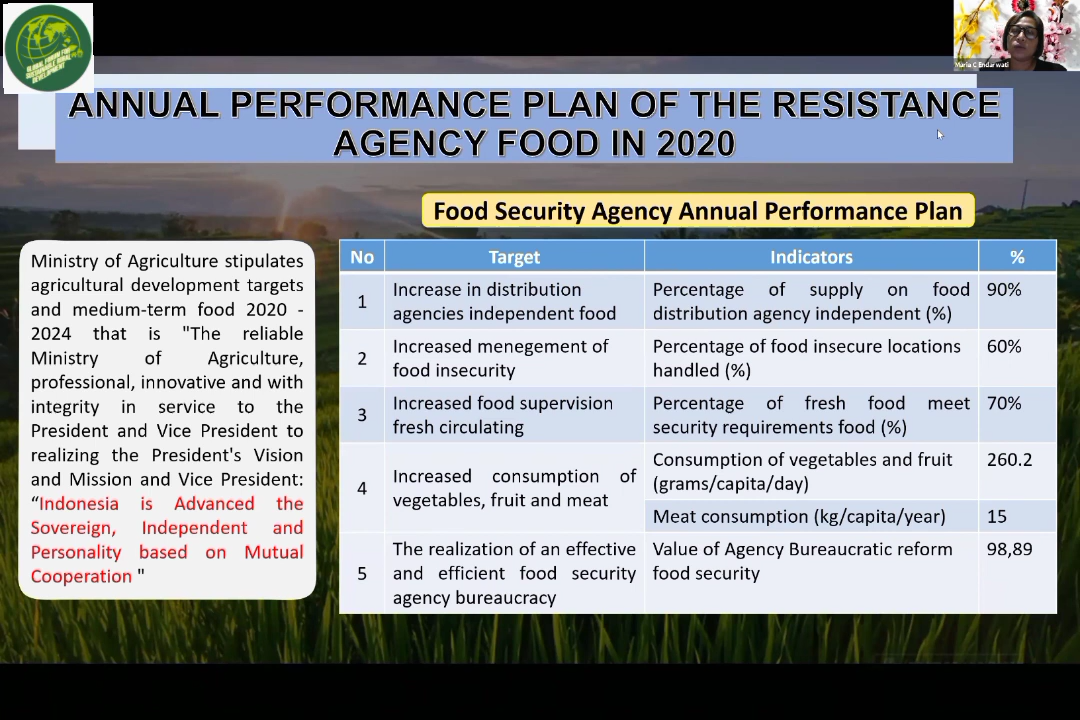 GLOBAL FORUM FOR
SUSTAINABLE RURAL
DEVELOPMENT
Maria C Endarwati
ANNUAL PERFORMANCE PLAN OF THE RESISTANCE
AGENCY FOOD IN 2020
Food Security Agency Annual Performance Plan
Ministry of Agriculture stipulates
agricultural development targets
and medium-term food 2020 -
2024 that is "The reliable
Ministry of Agriculture,
professional, innovative and with
integrity in service to the
President and Vice President to
realizing the President's Vision
and Mission and Vice President:
“Indonesia is Advanced the
Sovereign, Independent and
Personality based on Mutual
Cooperation "
No Target Indicators %
1 Increase in distribution Percentage of supply on food 90%
agencies independent food distribution agency independent (%)
2 Increased menegement of Percentage of food insecure locations 60%
food insecurity handled (%)
3 Increased food supervision Percentage of fresh food meet 70%
fresh circulating security requirements food (%)
4 Increased consumption of Consumption of vegetables and fruit 260.2
vegetables, fruit and meat (grams/capita/day)
Meat consumption (kg/capita/year) 15
5 The realization of an effective Value of Agency Bureaucratic reform 98,89
and efficient food security food security
agency bureaucracy